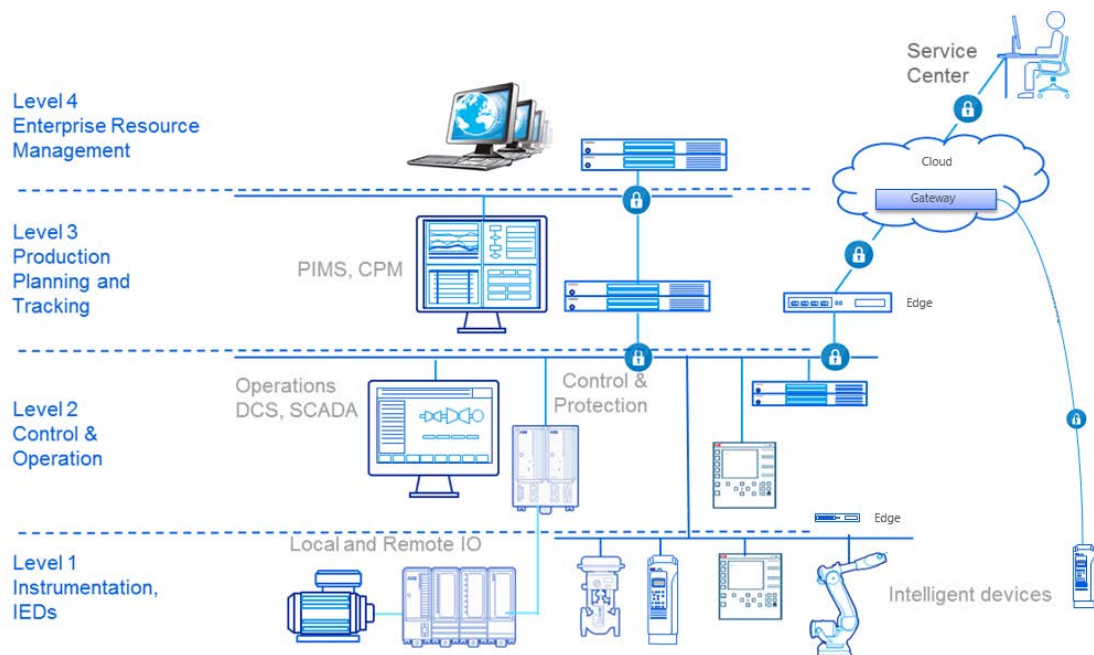 Service
Center
Level 4
Enterprise Resource
Management
Cloud
Gateway
Level 3
Production
Planning and
Tracking
PIMS, CPM
Edge
Operations
DCS, SCADA
Control &
Protection
Level 2
Control &
Operation
Edge
Local and Remote IO
Level 1
Instrumentation,
IEDs
Intelligent devices